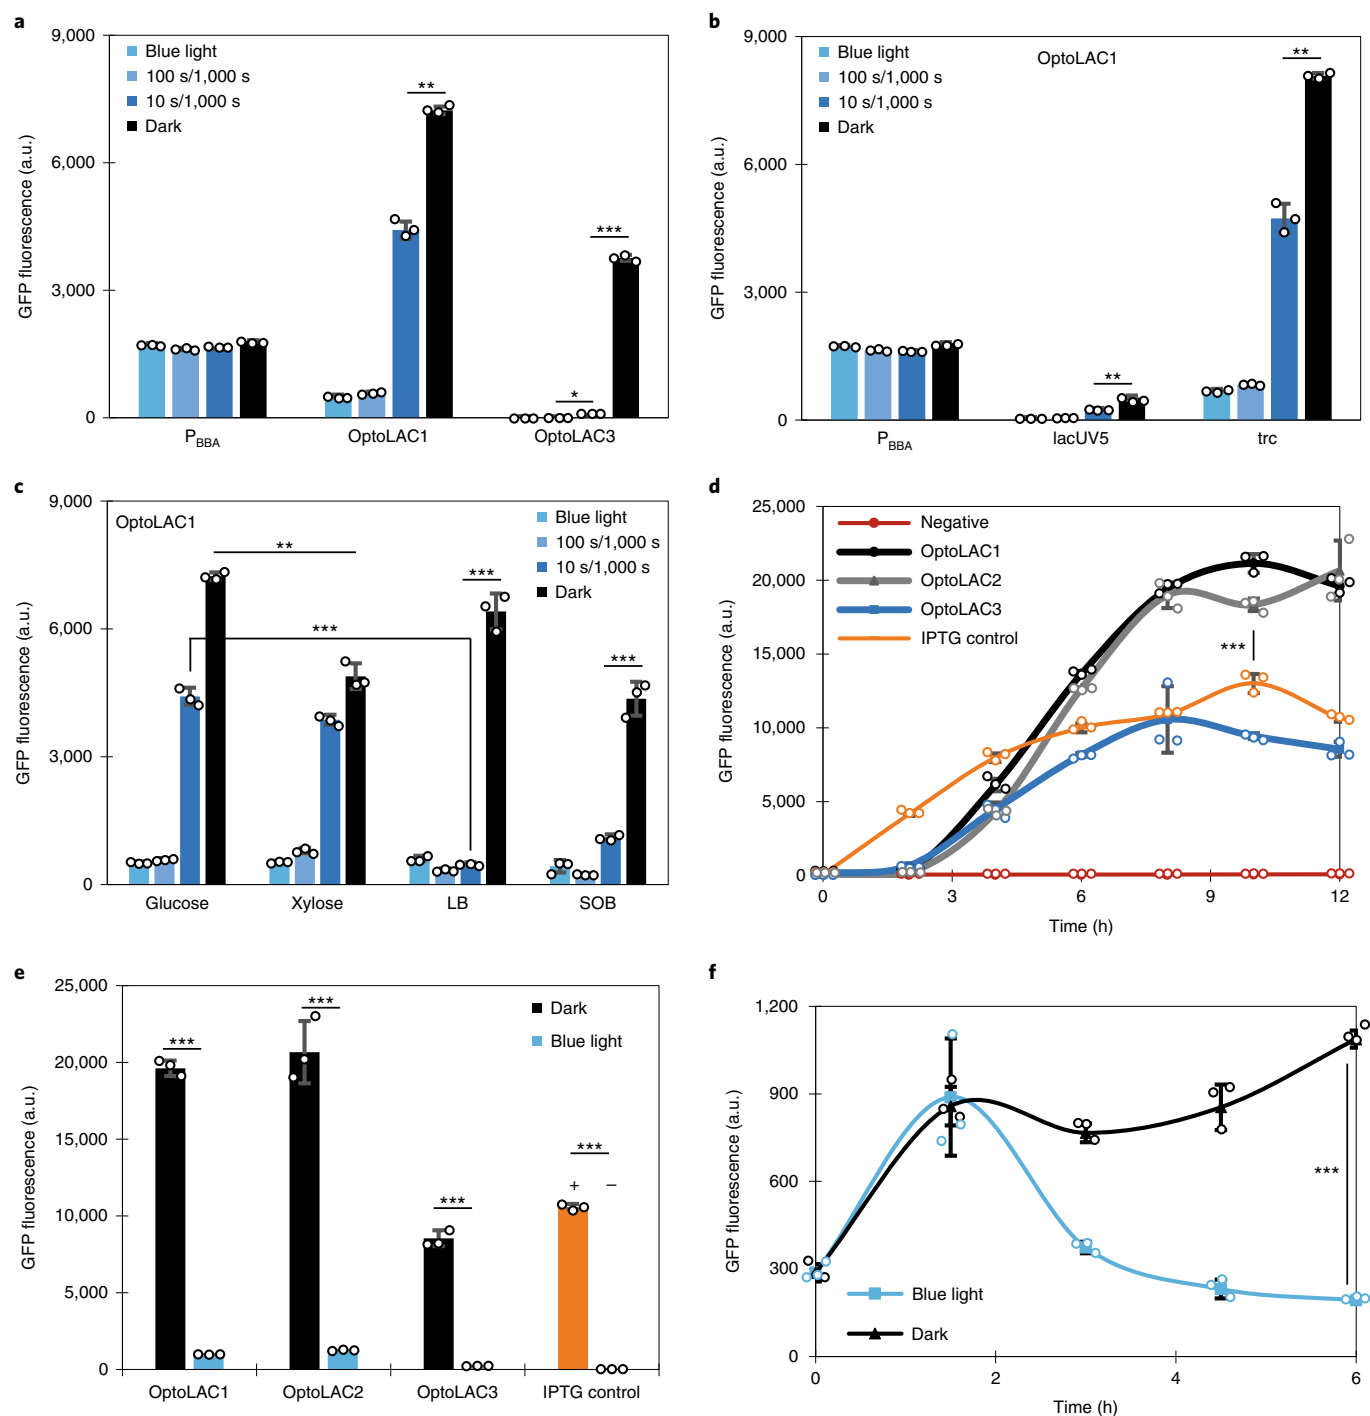 a
9,000
6,000
3,000
0
GFP fluorescence (a.u.)
Blue light
100 s/1,000 s
10 s/1,000 s
Dark
**
*
***
P_BBA OptoLAC1 OptoLAC3
b
9,000
6,000
3,000
0
GFP fluorescence (a.u.)
Blue light
100 s/1,000 s
10 s/1,000 s
Dark
OptoLAC1
**
**
P_BBA lacUV5 trc
c
9,000
6,000
3,000
0
GFP fluorescence (a.u.)
OptoLAC1
Blue light
100 s/1,000 s
10 s/1,000 s
Dark
**
***
***
***
Glucose Xylose LB SOB
d
25,000
20,000
15,000
10,000
5,000
0
GFP fluorescence (a.u.)
Negative
OptoLAC1
OptoLAC2
OptoLAC3
IPTG control
***
0 3 6 9 12
Time (h)
e
25,000
20,000
15,000
10,000
5,000
0
GFP fluorescence (a.u.)
Dark
Blue light
***
***
***
***
+ −
OptoLAC1 OptoLAC2 OptoLAC3 IPTG control
f
1,200
900
600
300
0
GFP fluorescence (a.u.)
***
Blue light
Dark
0 2 4 6
Time (h)